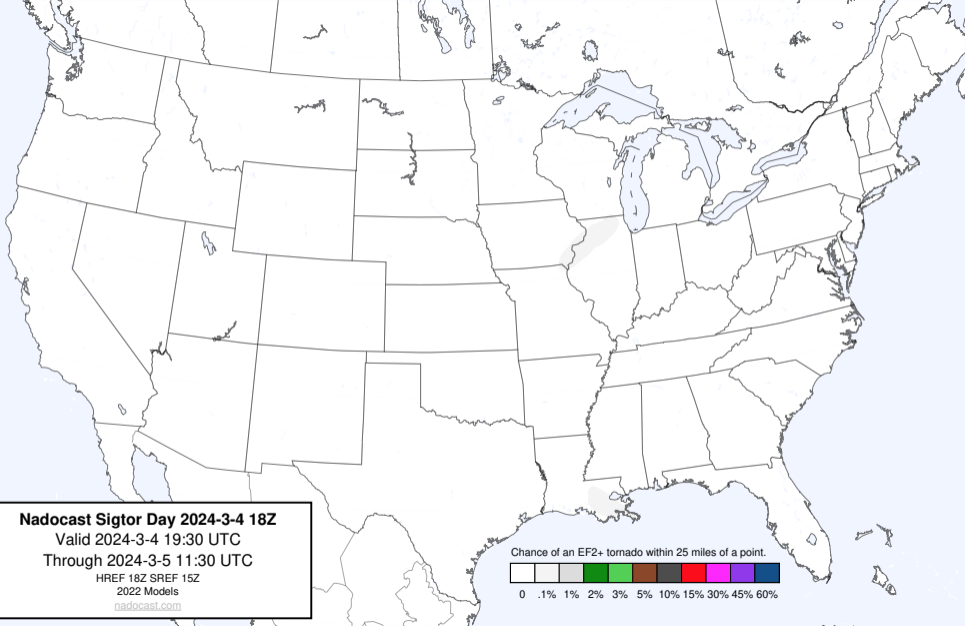 Nadocast Sigtor Day 2024-3-4 18Z
Valid 2024-3-4 19:30 UTC
Through 2024-3-5 11:30 UTC
HREF 18Z SREF 15Z
2022 Models
nadocast.com
Chance of an EF2+ tornado within 25 miles of a point.
0 .1% 1% 2% 3% 5% 10% 15% 30% 45% 60%